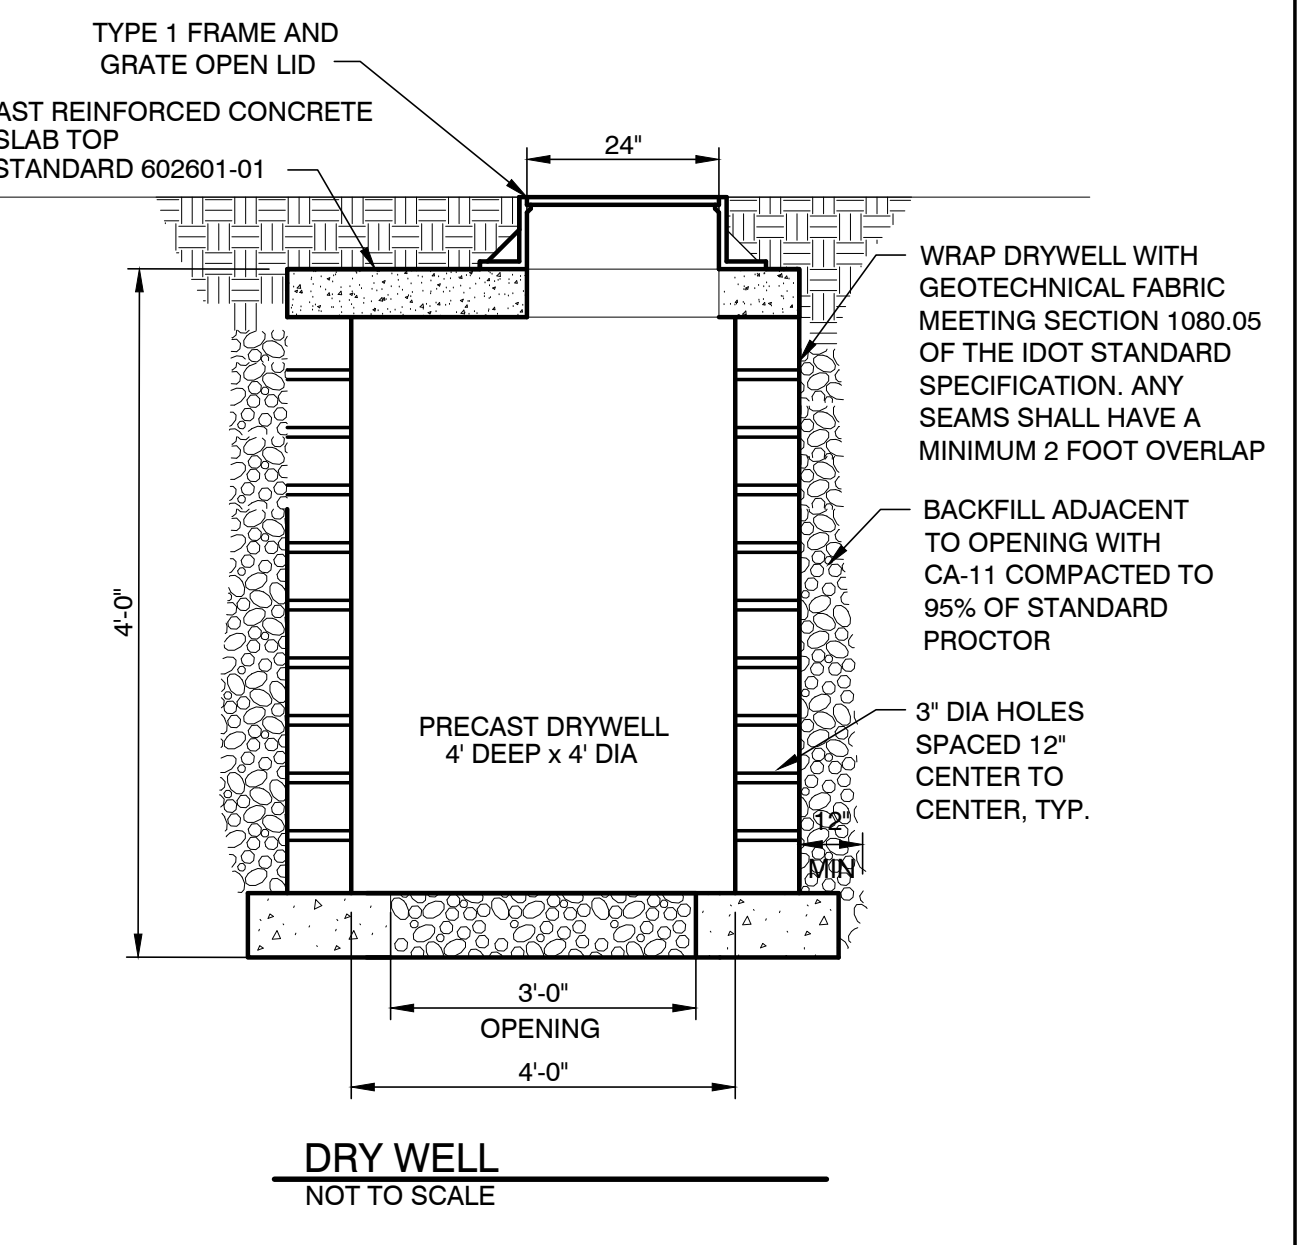 TYPE 1 FRAME AND
GRATE OPEN LID
AST REINFORCED CONCRETE
SLAB TOP
STANDARD 602601-01
24"
WRAP DRYWELL WITH
GEOTECHNICAL FABRIC
MEETING SECTION 1080.05
OF THE IDOT STANDARD
SPECIFICATION. ANY
SEAMS SHALL HAVE A
MINIMUM 2 FOOT OVERLAP
BACKFILL ADJACENT
TO OPENING WITH
CA-11 COMPACTED TO
95% OF STANDARD
PROCTOR
4'-0"
3" DIA HOLES
SPACED 12"
CENTER TO
CENTER, TYP.
PRECAST DRYWELL
4' DEEP x 4' DIA
12"
MIN
3'-0"
OPENING
4'-0"
DRY WELL
NOT TO SCALE